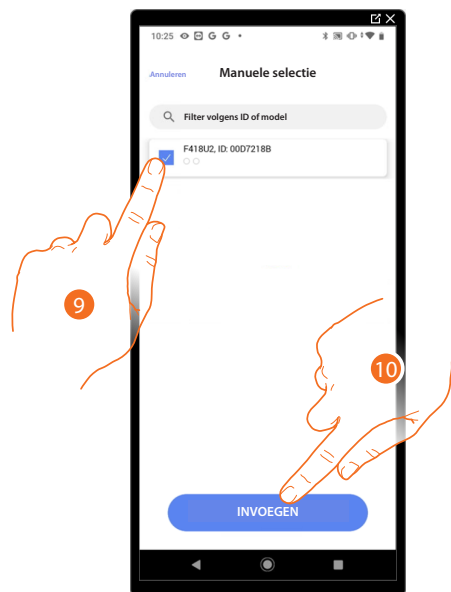 10:25 G G
Annuleren Manuele selectie
Filter volgens ID of model
F418U2, ID: 00D7218B
9
10
INVOEGEN